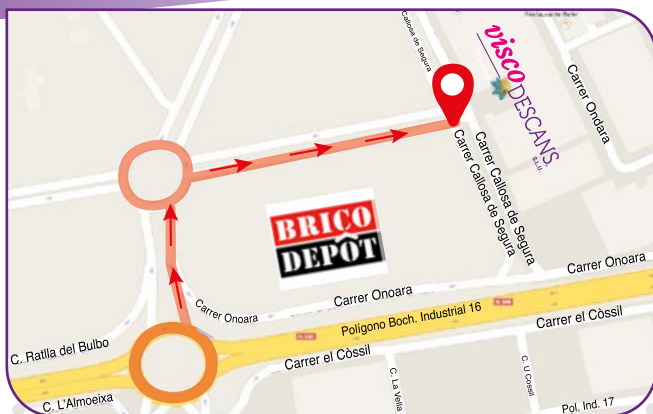 Callosa de Segura
visco
DESCANS
S.L.U.
Carrer Ondara
Carrer Callosa de Segura
Carrer Callosa de Segura
BRICO
DEPÔT
Carrer Onoara
Carrer Onoara
Carrer Onoara
Poligono Boch. Industrial 16
Carrer el Còssil
Carrer el Còssil
C. Ratlla del Bulbo
C. L'Almoeixa
C. La Vella
C. U Cossil
Pol. Ind. 17